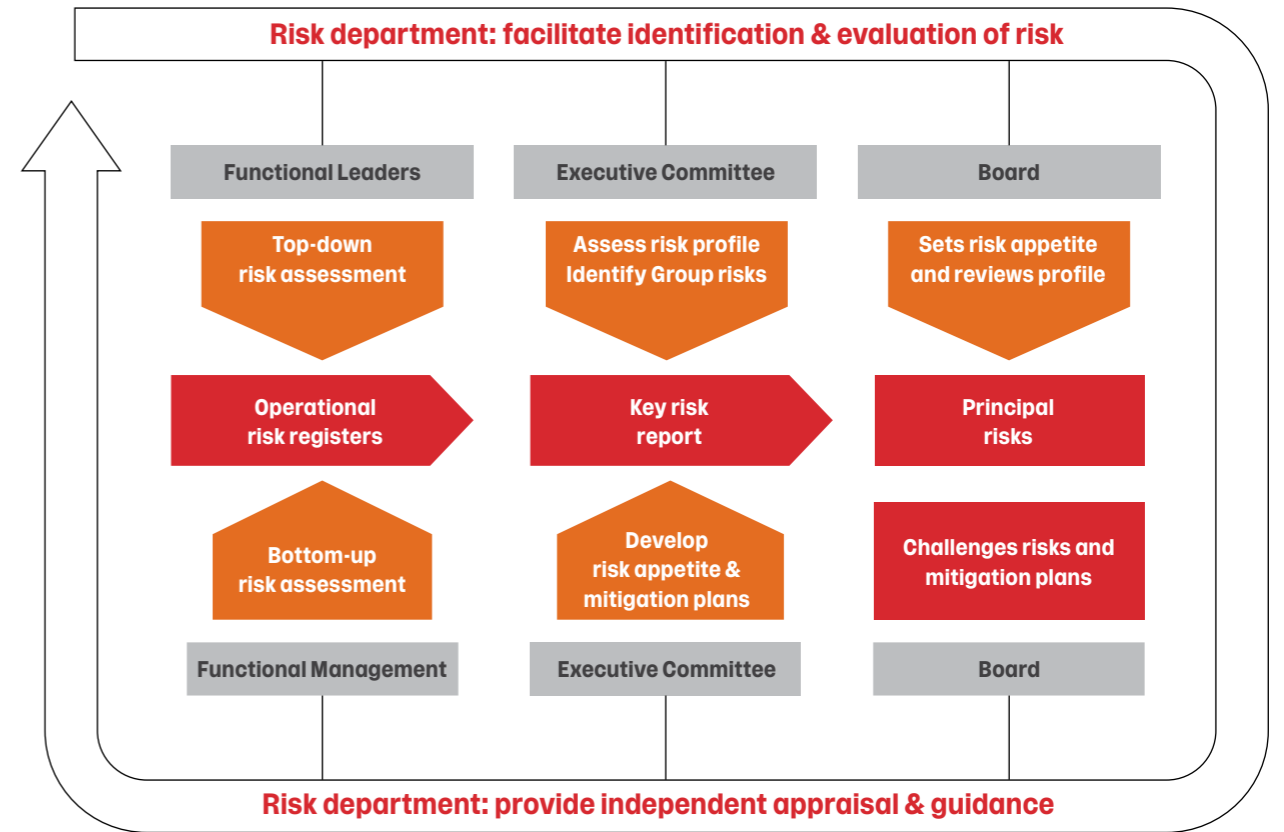 Risk department: facilitate identification & evaluation of risk
Functional Leaders
Executive Committee
Board
Top-down
risk assessment
Assess risk profile
Identify Group risks
Sets risk appetite
and reviews profile
Operational
risk registers
Key risk
report
Principal
risks
Bottom-up
risk assessment
Develop
risk appetite &
mitigation plans
Challenges risks and
mitigation plans
Functional Management
Executive Committee
Board
Risk department: provide independent appraisal & guidance